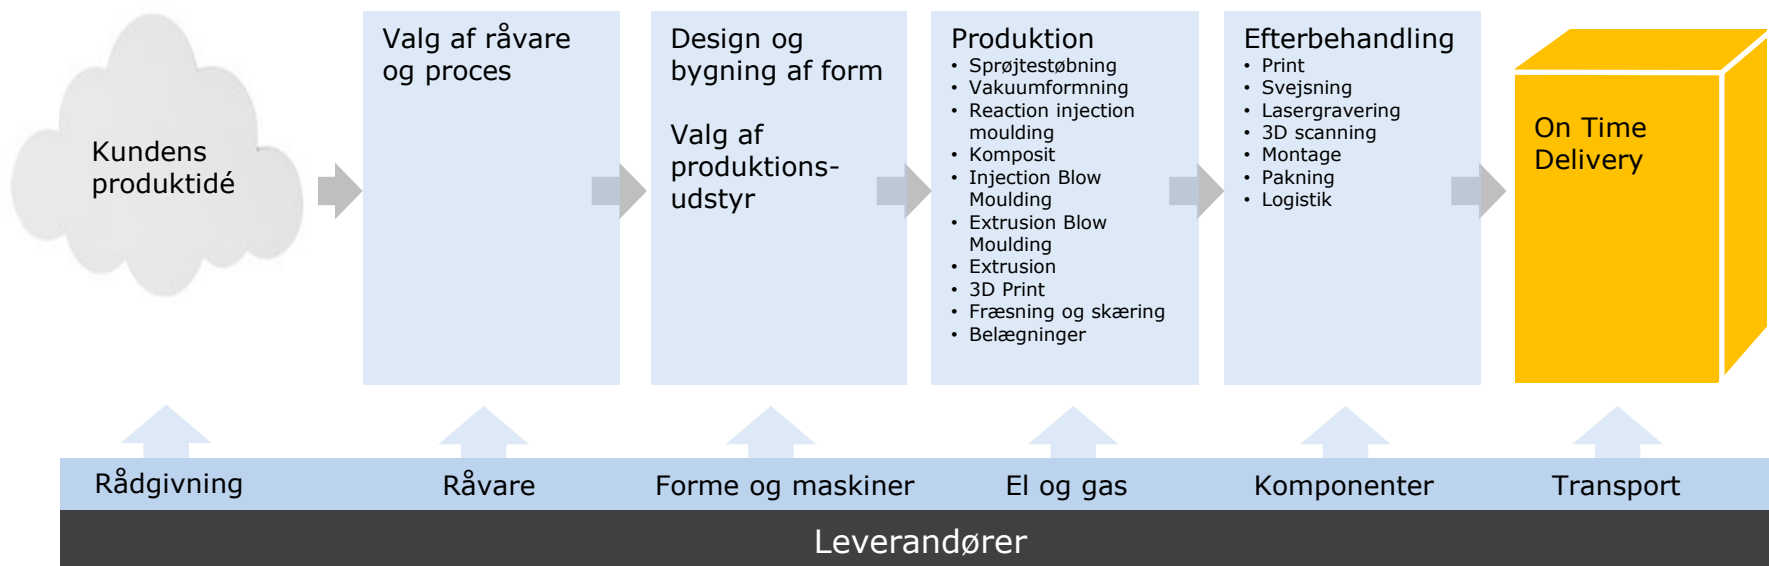 Kundens
produktidé
Valg af råvare
og proces
Design og
bygning af form
Valg af
produktions-
udstyr
Produktion
• Sprøjtestøbning
• Vakuumformning
• Reaction injection
moulding
• Komposit
• Injection Blow
Moulding
• Extrusion Blow
Moulding
• Extrusion
• 3D Print
• Fræsning og skæring
• Belægninger
Efterbehandling
• Print
• Svejsning
• Lasergravering
• 3D scanning
• Montage
• Pakning
• Logistik
On Time
Delivery
Rådgivning
Råvare
Forme og maskiner
El og gas
Komponenter
Transport
Leverandører